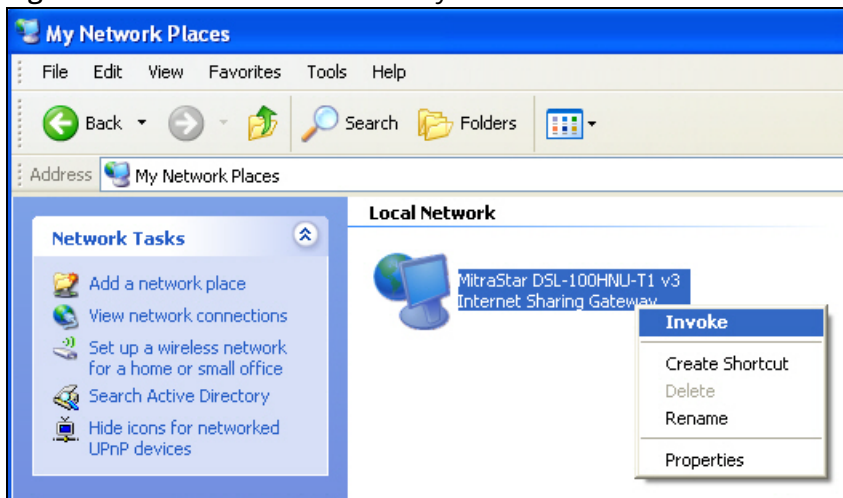 My Network Places
File Edit View Favorites Tools Help
Back Search Folders
Address My Network Places
Network Tasks
Add a network place
View network connections
Set up a wireless network
for a home or small office
Search Active Directory
Hide icons for networked
UPnP devices
Local Network
MitraStar DSL-100HNU-T1 v3
Internet Sharing Gateway
Invoke
Create Shortcut
Delete
Rename
Properties